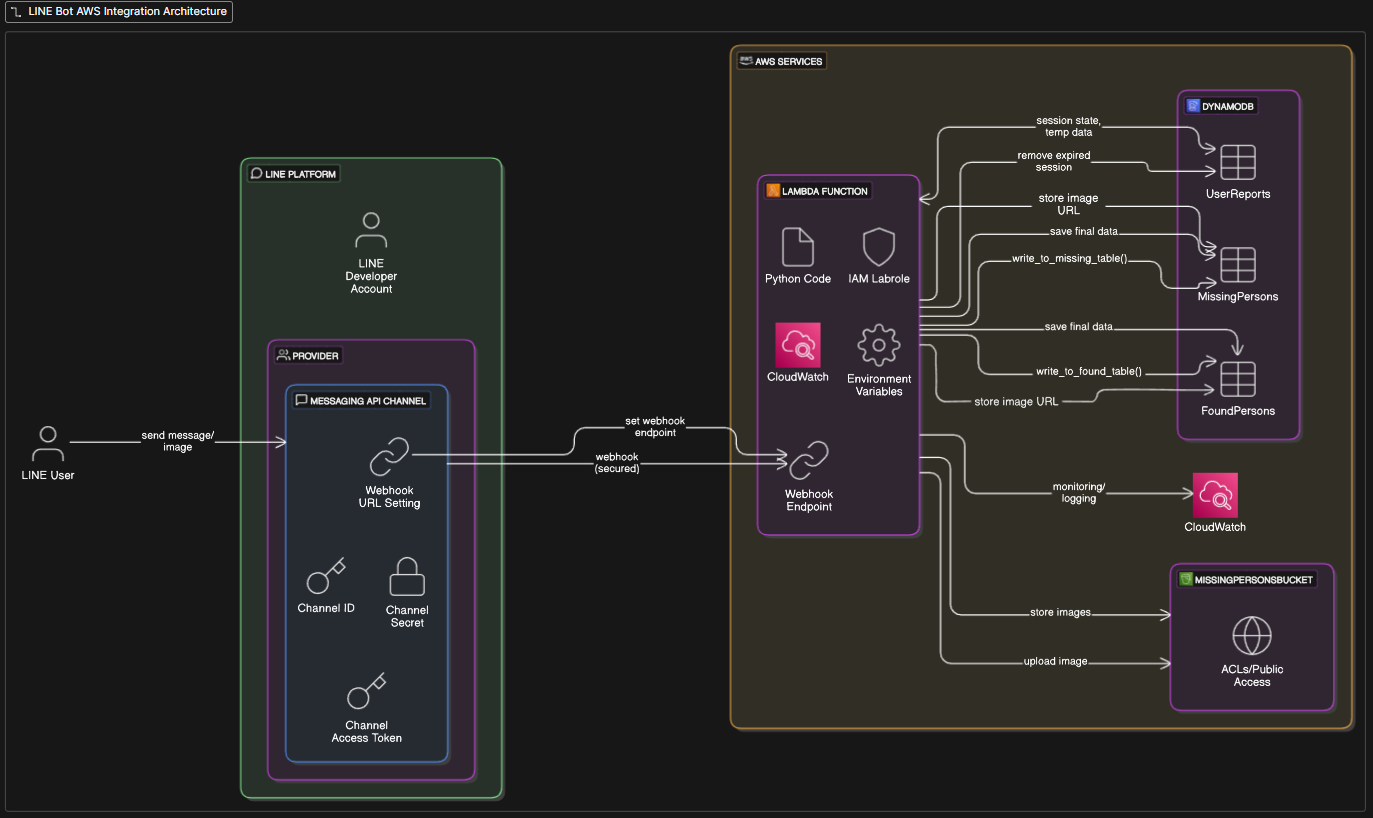 LINE Bot AWS Integration Architecture
aws AWS SERVICES
DYNAMODB
session state,
temp data
remove expired
session
UserReports
LINE PLATFORM
LAMBDA FUNCTION
store image
URL
save final data
write_to_missing_table()
MissingPersons
Python Code
IAM Labrole
LINE
Developer
Account
save final data
PROVIDER
CloudWatch
Environment
Variables
write_to_found_table()
store image URL
FoundPersons
MESSAGING API CHANNEL
send message/
image
LINE User
set webhook
endpoint
webhook
(secured)
Webhook
URL Setting
Webhook
Endpoint
monitoring/
logging
CloudWatch
MISSINGPERSONSBUCKET
Channel ID
Channel
Secret
store images
upload image
ACLs/Public
Access
Channel
Access Token